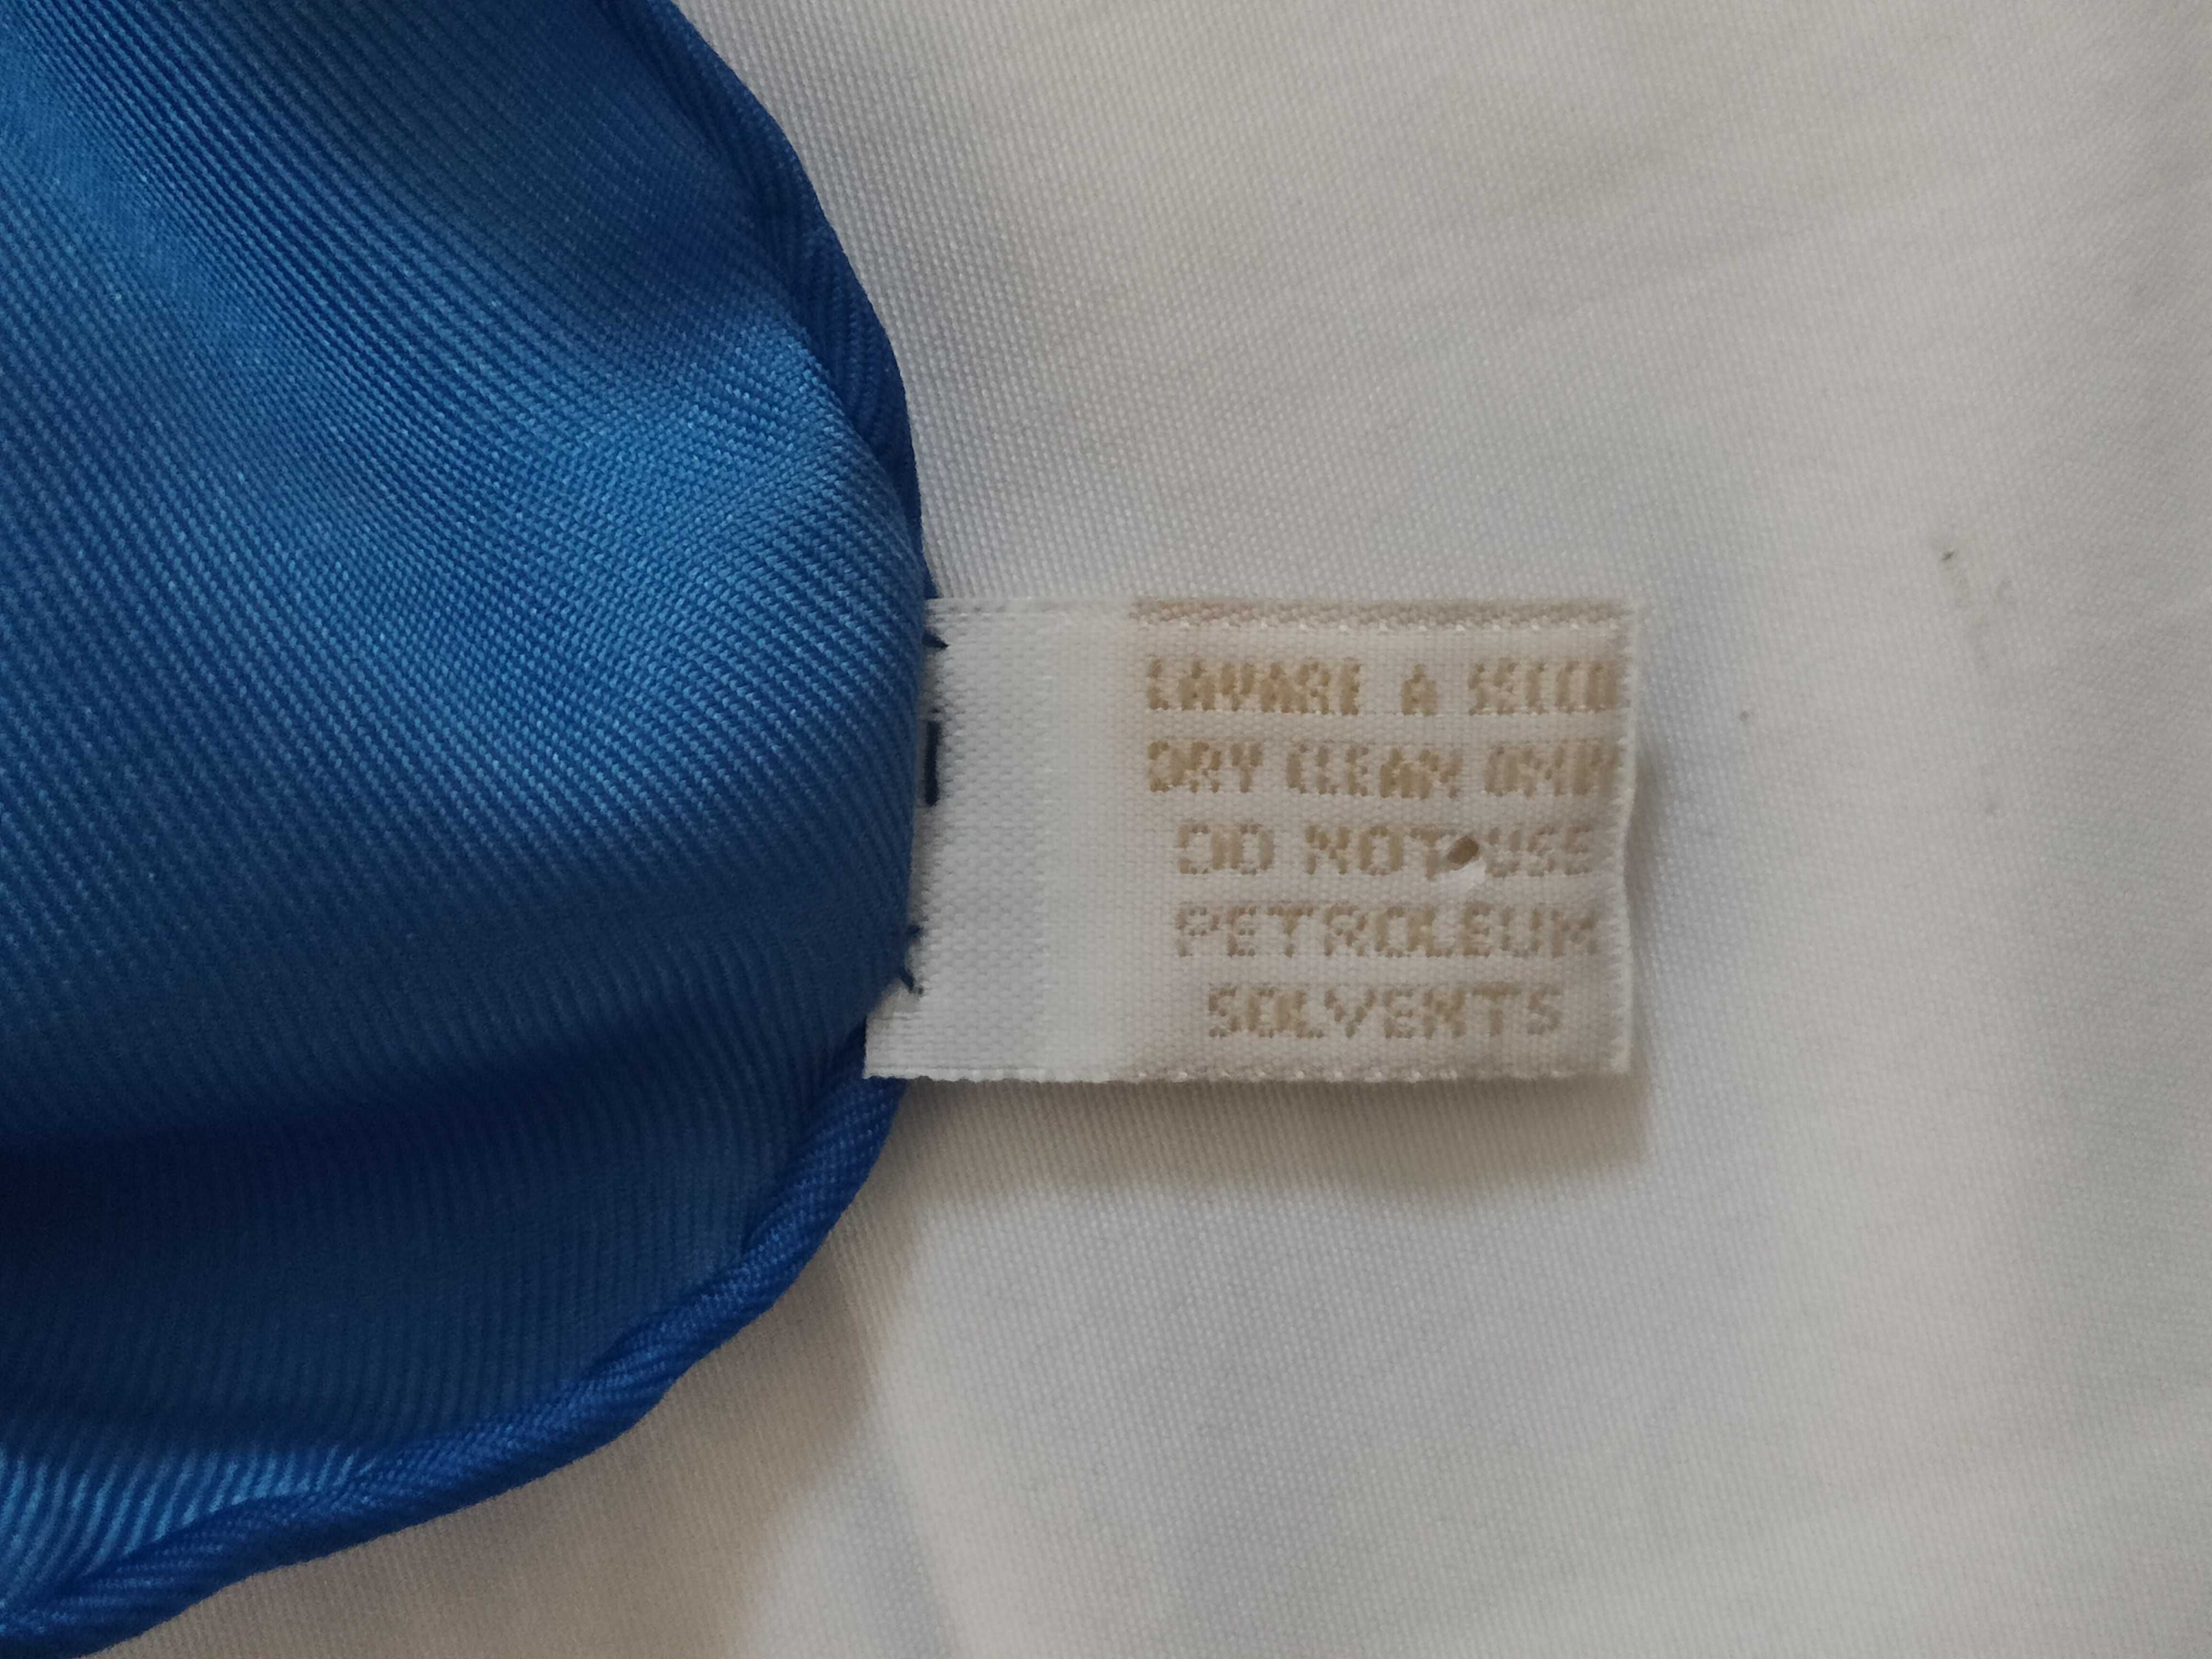 LAVARE A SECCO
DRY CLEAN ONLY
DO NOT USE
PETROLEUM
SOLVENTS